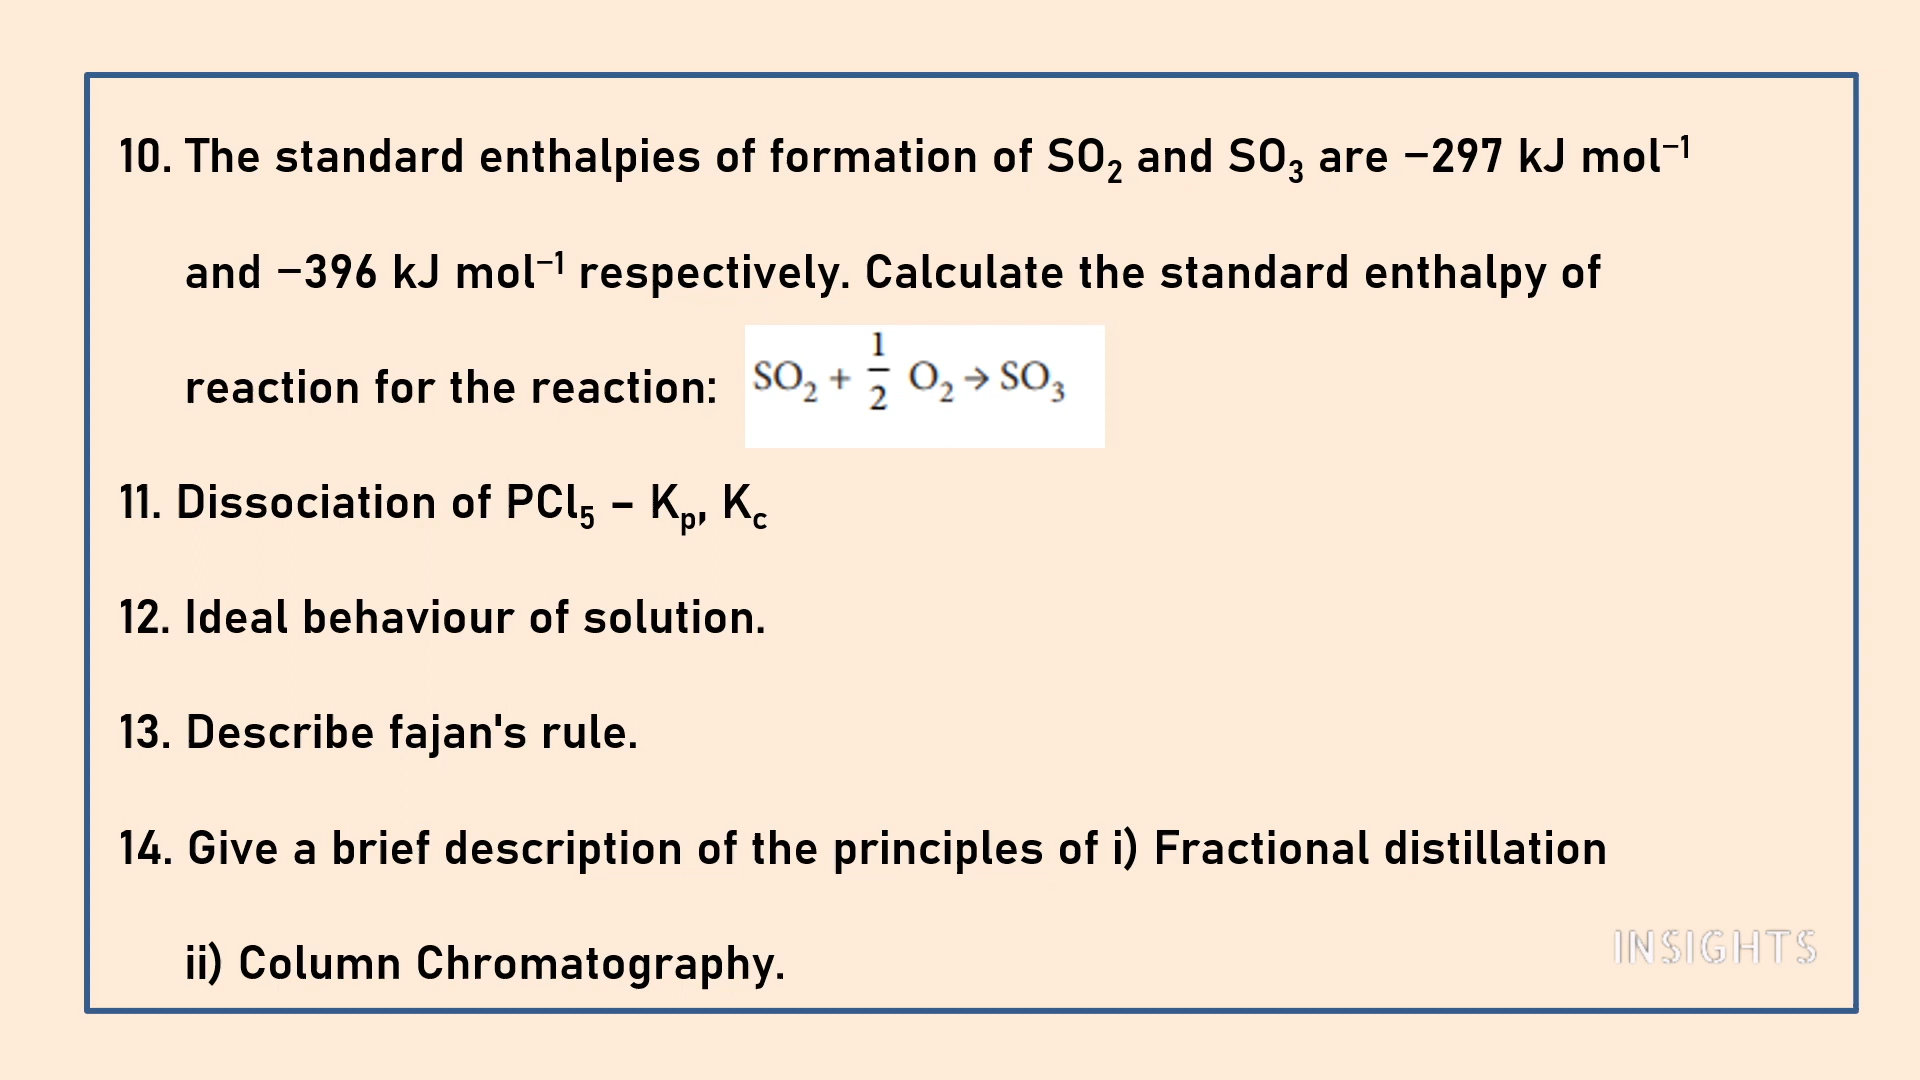 10. The standard enthalpies of formation of SO₂ and SO₃ are −297 kJ mol⁻¹
and −396 kJ mol⁻¹ respectively. Calculate the standard enthalpy of
reaction for the reaction: SO₂ + 1/2 O₂ → SO₃
11. Dissociation of PCl₅ – Kₚ, K_c
12. Ideal behaviour of solution.
13. Describe fajan's rule.
14. Give a brief description of the principles of i) Fractional distillation
ii) Column Chromatography.
INSIGHTS